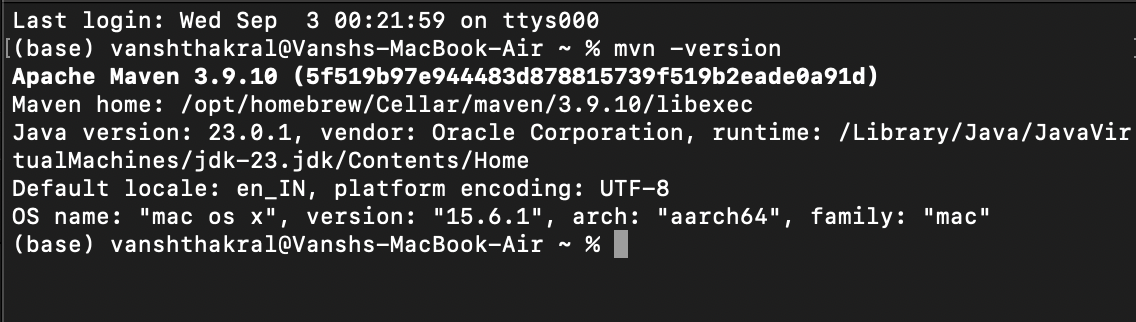 Last login: Wed Sep  3 00:21:59 on ttys000
[(base) vanshthakral@Vanshs-MacBook-Air ~ % mvn -version
Apache Maven 3.9.10 (5f519b97e944483d878815739f519b2eade0a91d)
Maven home: /opt/homebrew/Cellar/maven/3.9.10/libexec
Java version: 23.0.1, vendor: Oracle Corporation, runtime: /Library/Java/JavaVir
tualMachines/jdk-23.jdk/Contents/Home
Default locale: en_IN, platform encoding: UTF-8
OS name: "mac os x", version: "15.6.1", arch: "aarch64", family: "mac"
(base) vanshthakral@Vanshs-MacBook-Air ~ %